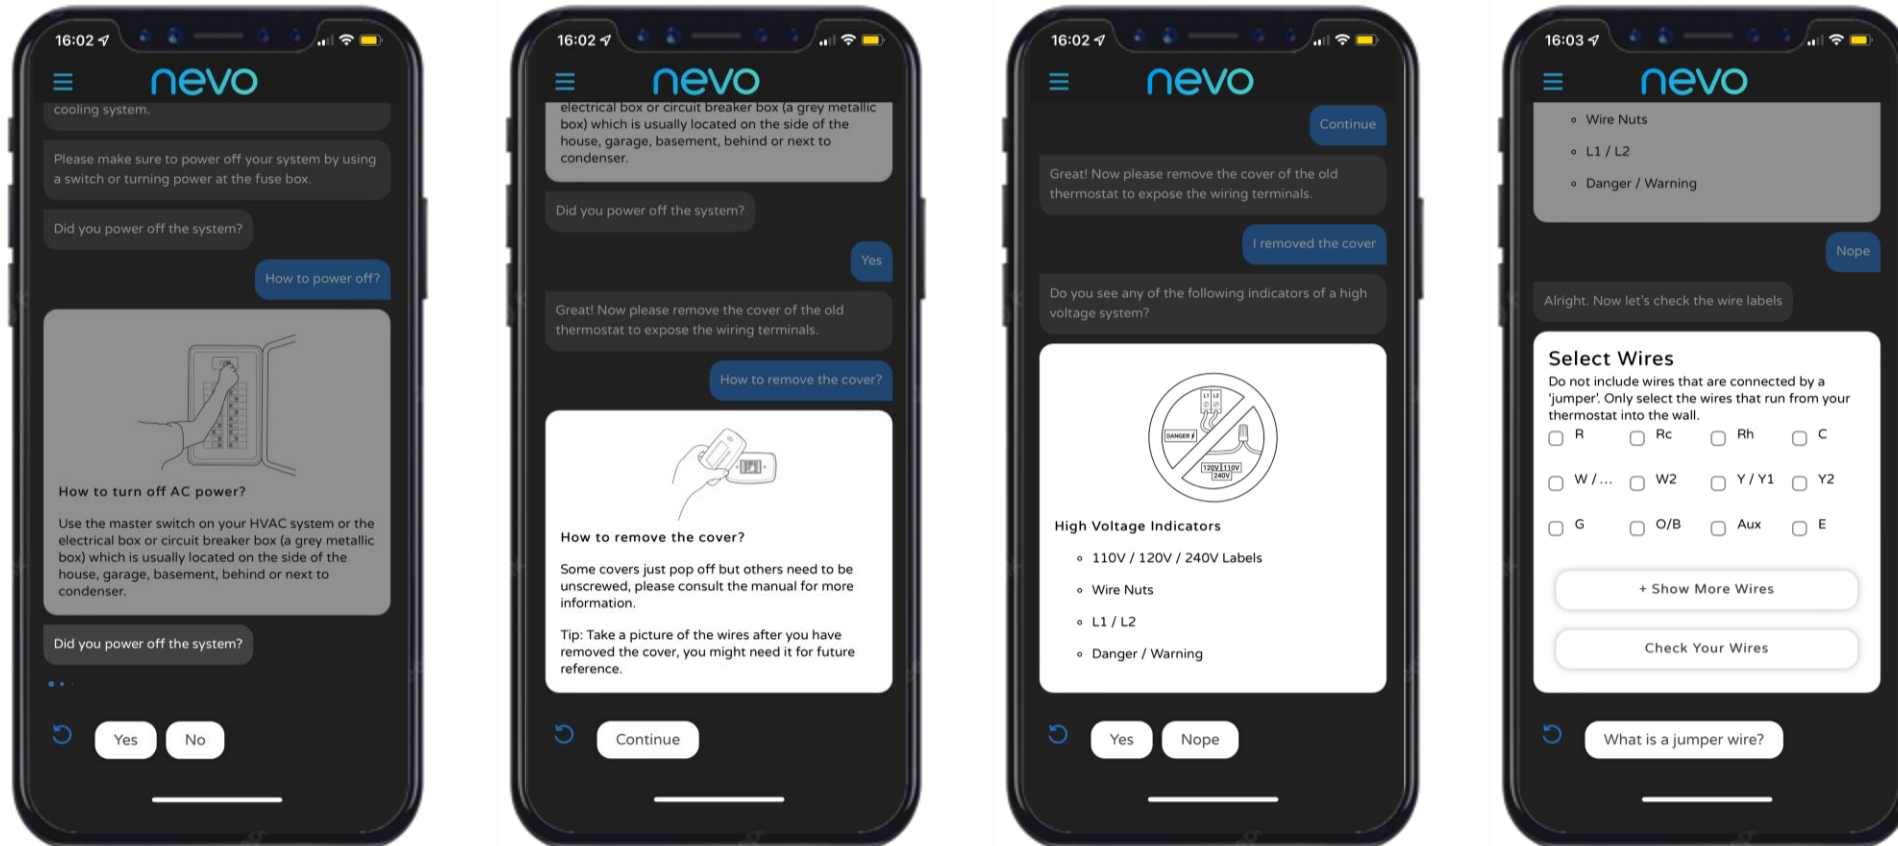 16:02
nevo
cooling system.
Please make sure to power off your system by using
a switch or turning power at the fuse box.
Did you power off the system?
How to power off?
How to turn off AC power?
Use the master switch on your HVAC system or the
electrical box or circuit breaker box (a grey metallic
box) which is usually located on the side of the
house, garage, basement, behind or next to
condenser.
Did you power off the system?
Yes
No
16:02
nevo
electrical box or circuit breaker box (a grey metallic
box) which is usually located on the side of the
house, garage, basement, behind or next to
condenser.
Did you power off the system?
Yes
Great! Now please remove the cover of the old
thermostat to expose the wiring terminals.
How to remove the cover?
How to remove the cover?
Some covers just pop off but others need to be
unscrewed, please consult the manual for more
information.
Tip: Take a picture of the wires after you have
removed the cover, you might need it for future
reference.
Continue
16:02
nevo
Continue
Great! Now please remove the cover of the old
thermostat to expose the wiring terminals.
I removed the cover
Do you see any of the following indicators of a high
voltage system?
L1 L2
DANGER
120V 110V
240V
High Voltage Indicators
110V / 120V / 240V Labels
Wire Nuts
L1 / L2
Danger / Warning
Yes
Nope
16:03
nevo
Wire Nuts
L1 / L2
Danger / Warning
Nope
Alright. Now let's check the wire labels
Select Wires
Do not include wires that are connected by a
'jumper'. Only select the wires that run from your
thermostat into the wall.
R Rc Rh C
W / ... W2 Y / Y1 Y2
G O/B Aux E
+ Show More Wires
Check Your Wires
What is a jumper wire?